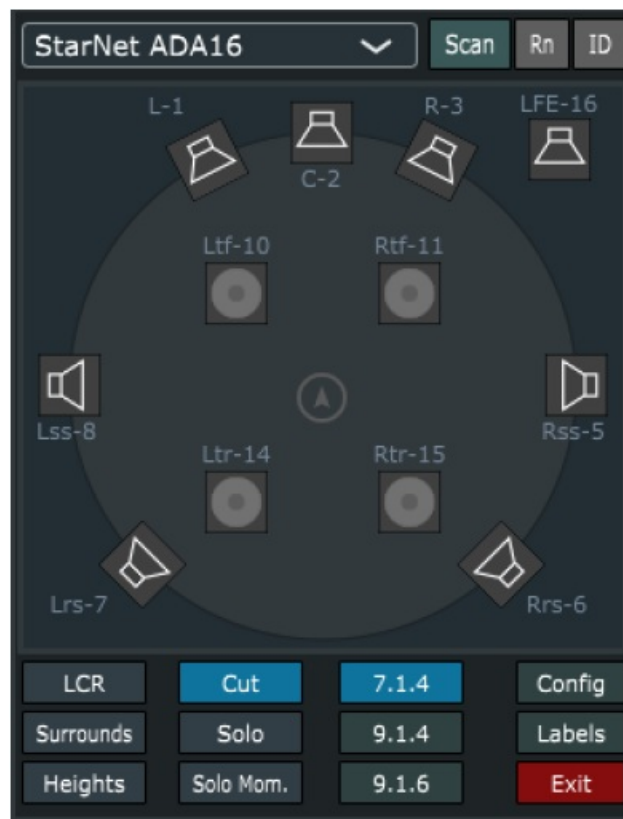 StarNet ADA16 Scan Rn ID
L-1 R-3 LFE-16
C-2
Ltf-10 Rtf-11
Lss-8 Rss-5
Ltr-14 Rtr-15
Lrs-7 Rrs-6
LCR Cut 7.1.4 Config
Surrounds Solo 9.1.4 Labels
Heights Solo Mom. 9.1.6 Exit